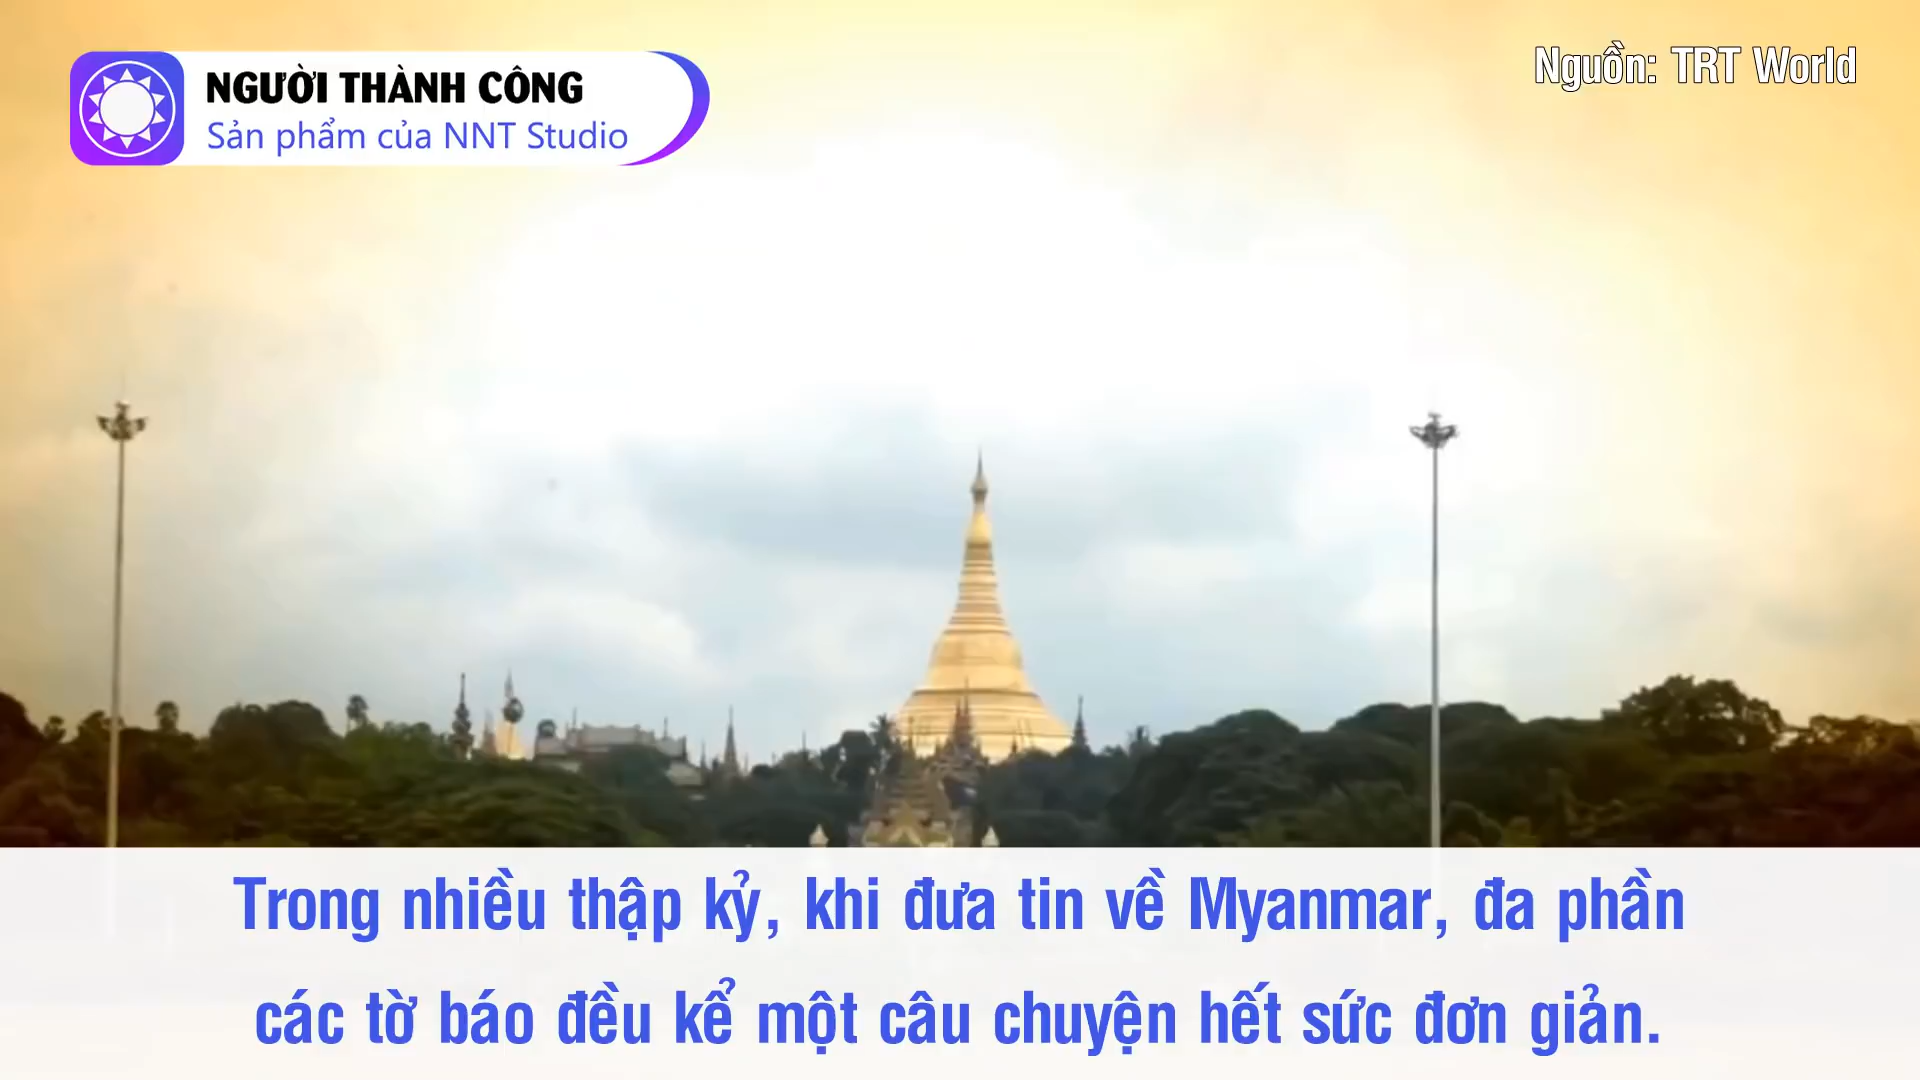 NGƯỜI THÀNH CÔNG
Sản phẩm của NNT Studio
Nguồn: TRT World
Trong nhiều thập kỷ, khi đưa tin về Myanmar, đa phần
các tờ báo đều kể một câu chuyện hết sức đơn giản.